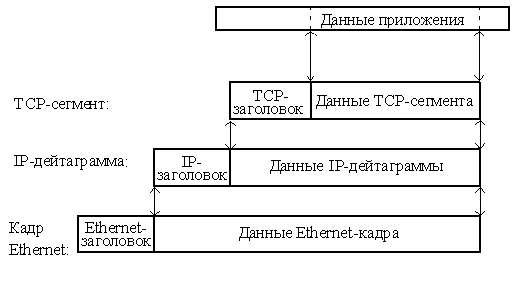 Данные приложения
TCP-сегмент:
TCP-
заголовок
Данные TCP-сегмента
IP-дейтаграмма:
IP-
заголовок
Данные IP-дейтаграммы
Кадр
Ethernet:
Ethernet-
заголовок
Данные Ethernet-кадра